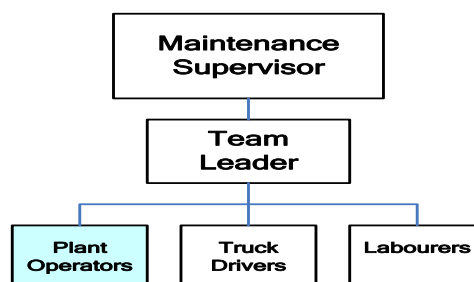 Maintenance
Supervisor
Team
Leader
Plant
Operators
Truck
Drivers
Labourers